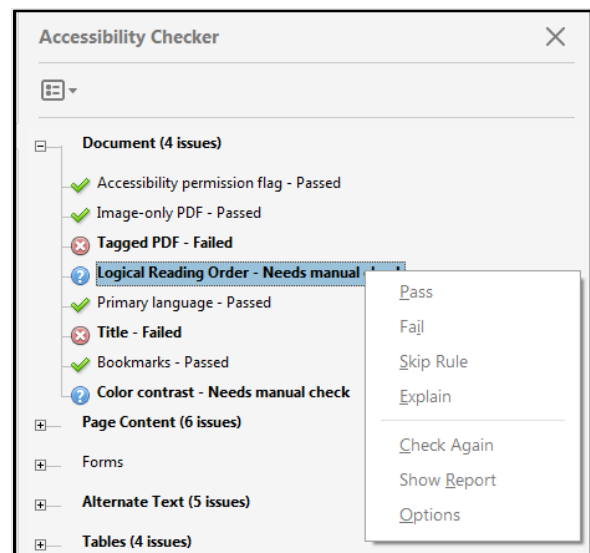 Accessibility Checker
Document (4 issues)
Accessibility permission flag - Passed
Image-only PDF - Passed
Tagged PDF - Failed
Logical Reading Order - Needs manual
Primary language - Passed
Title - Failed
Bookmarks - Passed
Color contrast - Needs manual check
Page Content (6 issues)
Forms
Alternate Text (5 issues)
Tables (4 issues)
Pass
Fail
Skip Rule
Explain
Check Again
Show Report
Options